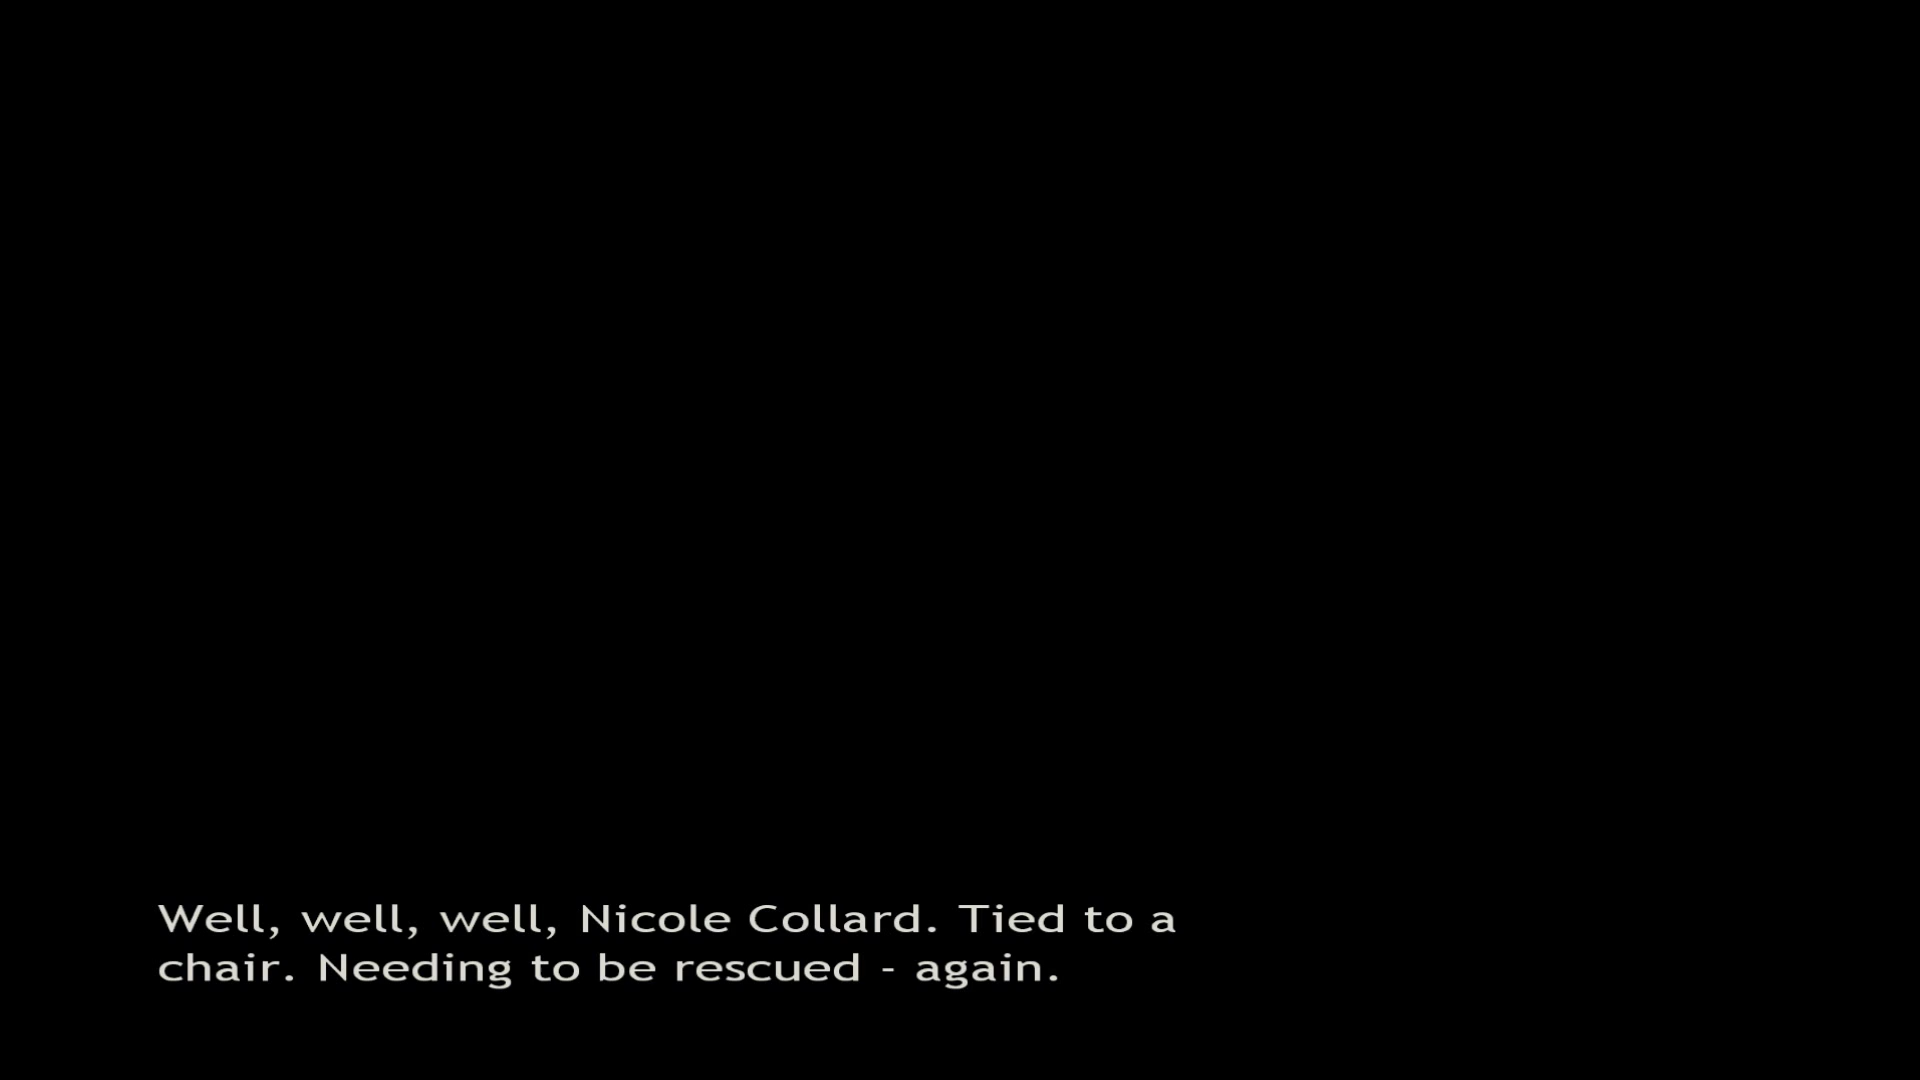 Well, well, well, Nicole Collard. Tied to a
chair. Needing to be rescued - again.